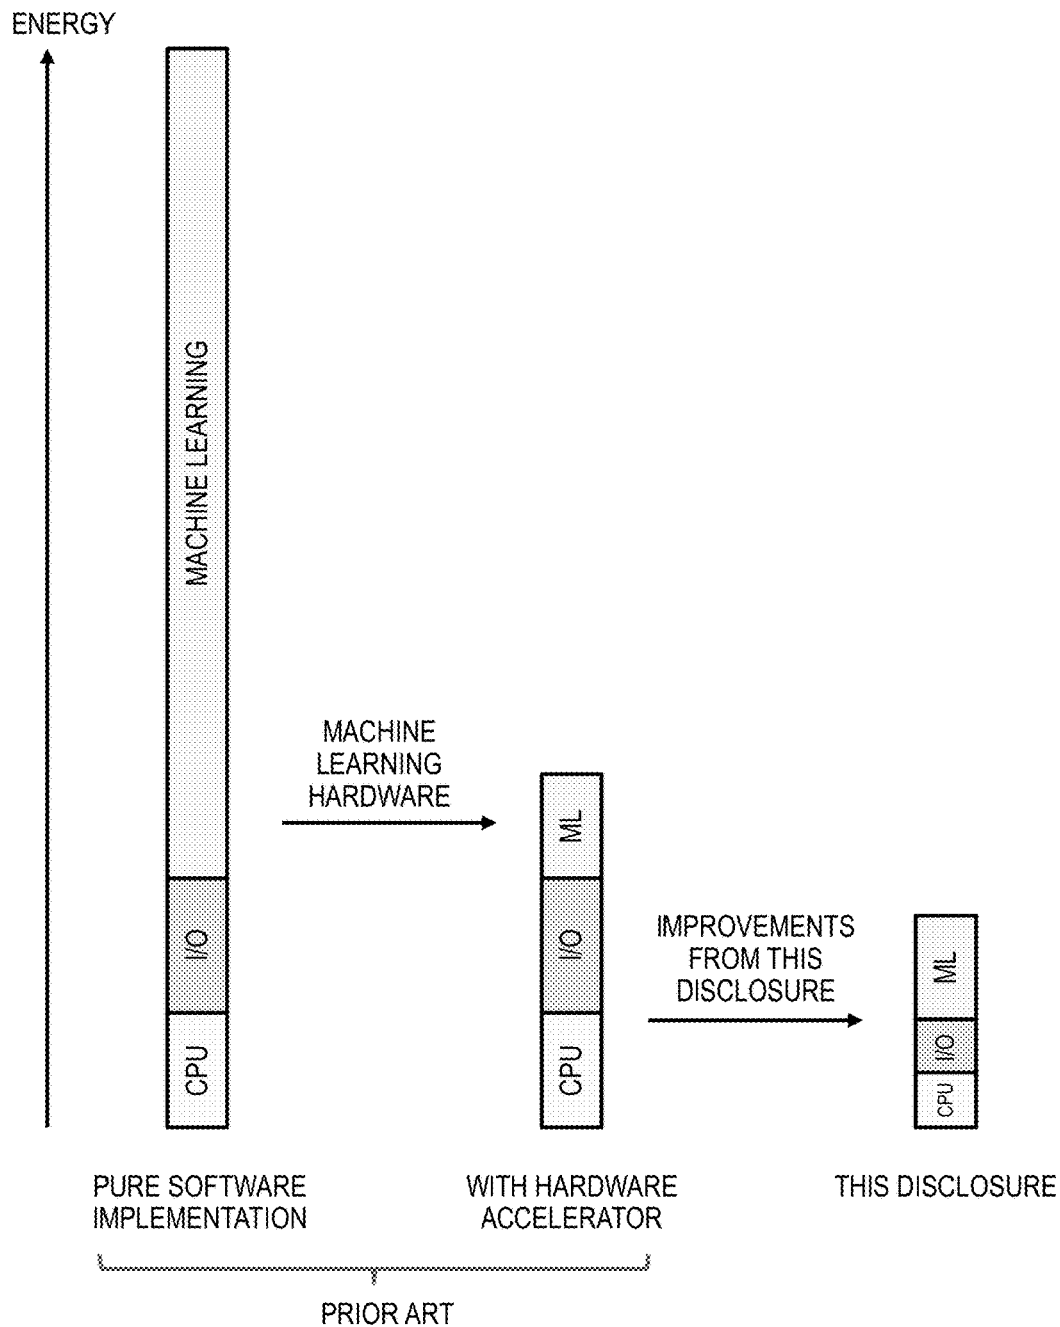 ENERGY
MACHINE LEARNING
I/O
CPU
MACHINE
LEARNING
HARDWARE
ML
I/O
CPU
IMPROVEMENTS
FROM THIS
DISCLOSURE
ML
I/O
CPU
PURE SOFTWARE
IMPLEMENTATION
WITH HARDWARE
ACCELERATOR
THIS DISCLOSURE
PRIOR ART